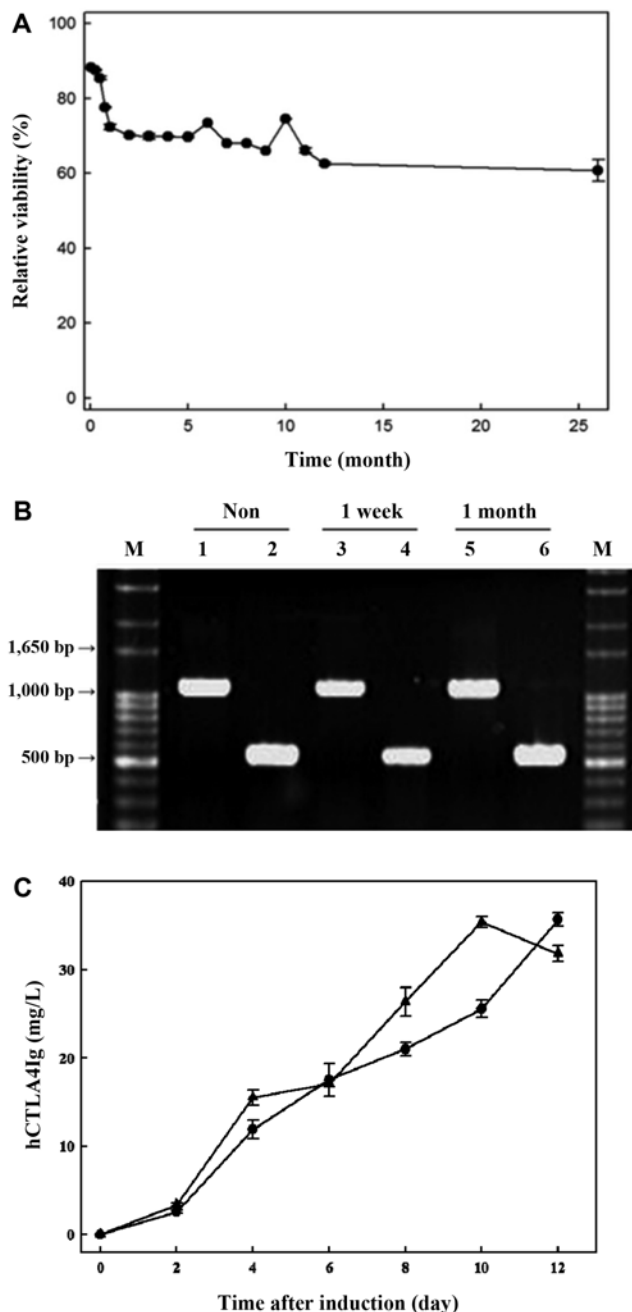 A
100
80
60
40
20
0
Relative viability (%)
0 5 10 15 20 25
Time (month)
B
Non 1 week 1 month
M 1 2 3 4 5 6 M
1,650 bp→
1,000 bp→
500 bp→
C
40
30
20
10
0
hCTLA4Ig (mg/L)
0 2 4 6 8 10 12
Time after induction (day)